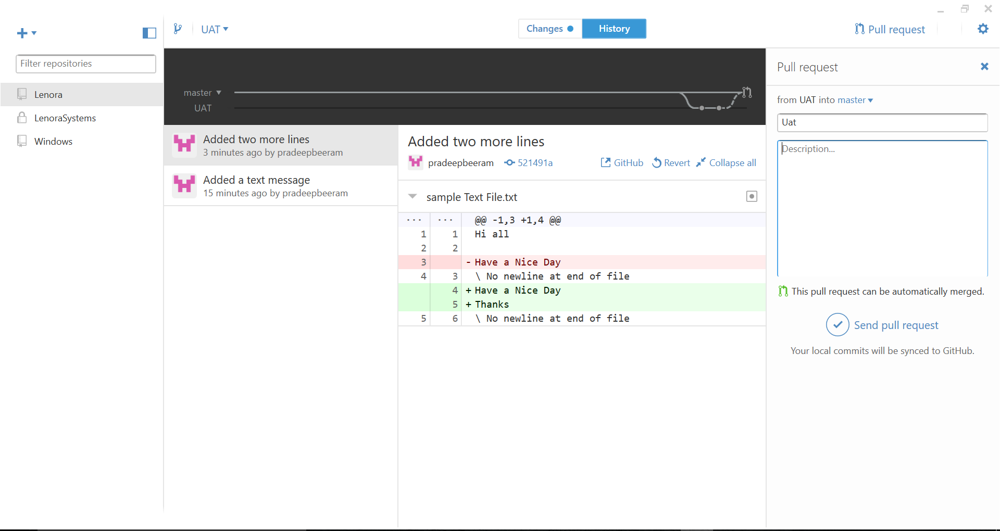 UAT
Changes
History
Pull request
Filter repositories
Lenora
LenoraSystems
Windows
master
UAT
Added two more lines
3 minutes ago by pradeepbeeram
Added a text message
15 minutes ago by pradeepbeeram
Added two more lines
pradeepbeeram 521491a GitHub Revert Collapse all
sample Text File.txt
... ... @@ -1,3 +1,4 @@
1 1 Hi all
2 2
3 - Have a Nice Day
4 3 \ No newline at end of file
4 + Have a Nice Day
5 + Thanks
5 6 \ No newline at end of file
Pull request
from UAT into master
Uat
Description...
This pull request can be automatically merged.
Send pull request
Your local commits will be synced to GitHub.